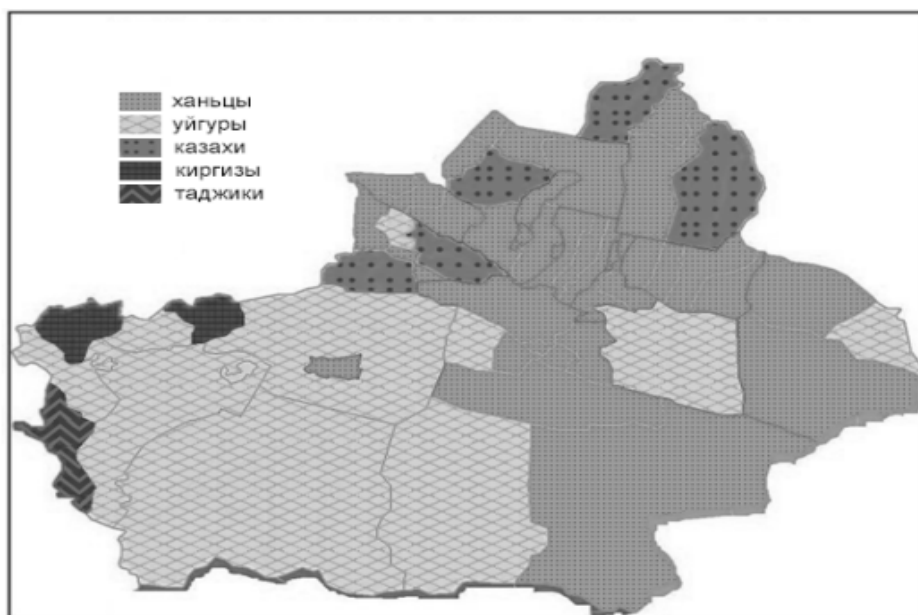 ханьцы
уйгуры
казахи
киргизы
таджики